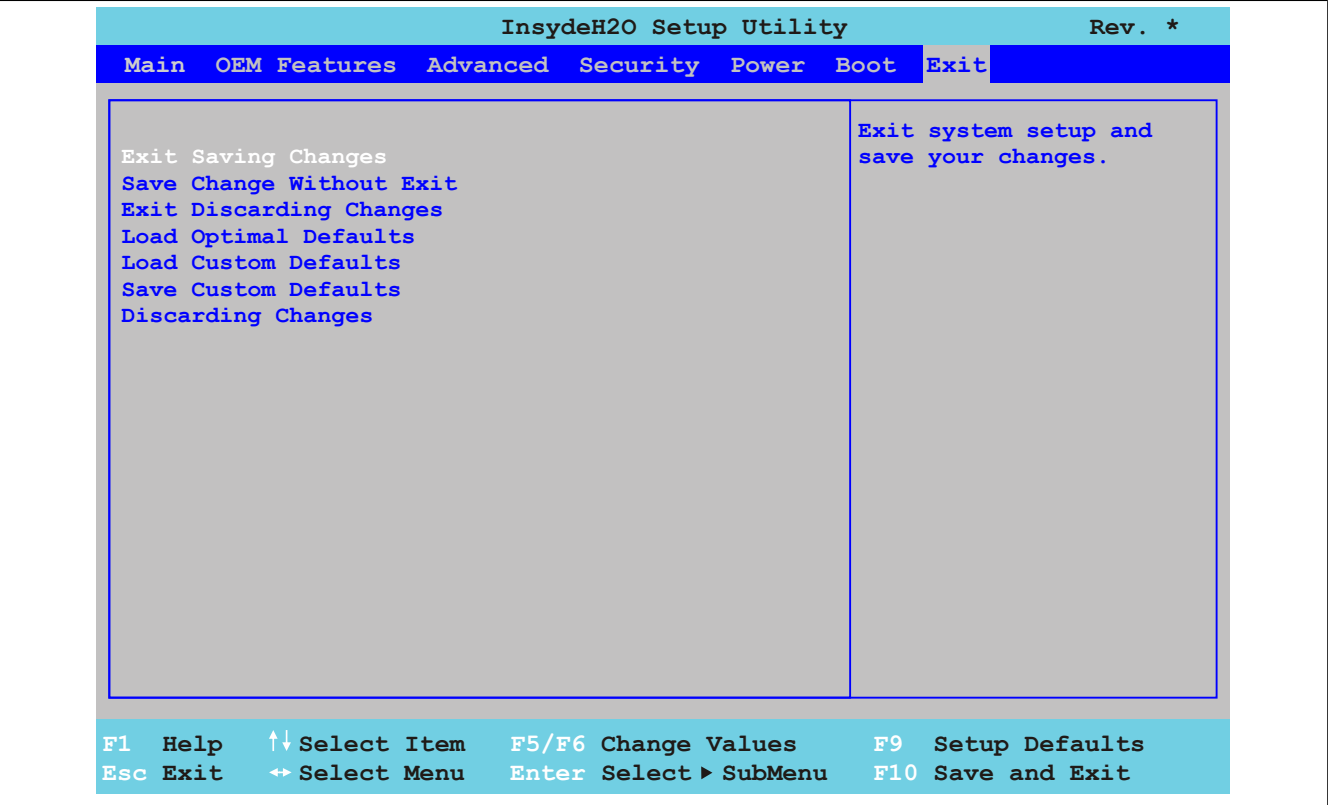 InsydeH2O Setup Utility Rev. *
Main OEM Features Advanced Security Power Boot Exit
Exit Saving Changes
Save Change Without Exit
Exit Discarding Changes
Load Optimal Defaults
Load Custom Defaults
Save Custom Defaults
Discarding Changes
Exit system setup and
save your changes.
F1 Help ↑↓ Select Item F5/F6 Change Values F9 Setup Defaults
Esc Exit ↔ Select Menu Enter Select ▶ SubMenu F10 Save and Exit